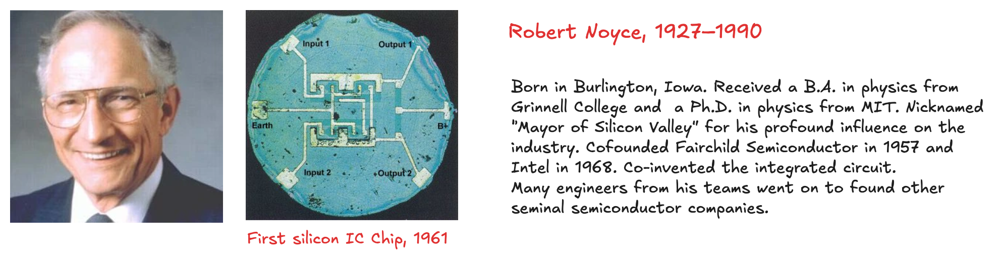 Robert Noyce, 1927–1990
Input 1
Output 1
Earth
B+
Input 2
Output 2
First silicon IC Chip, 1961
Born in Burlington, Iowa. Received a B.A. in physics from
Grinnell College and  a Ph.D. in physics from MIT. Nicknamed
"Mayor of Silicon Valley" for his profound influence on the
industry. Cofounded Fairchild Semiconductor in 1957 and
Intel in 1968. Co-invented the integrated circuit.
Many engineers from his teams went on to found other
seminal semiconductor companies.